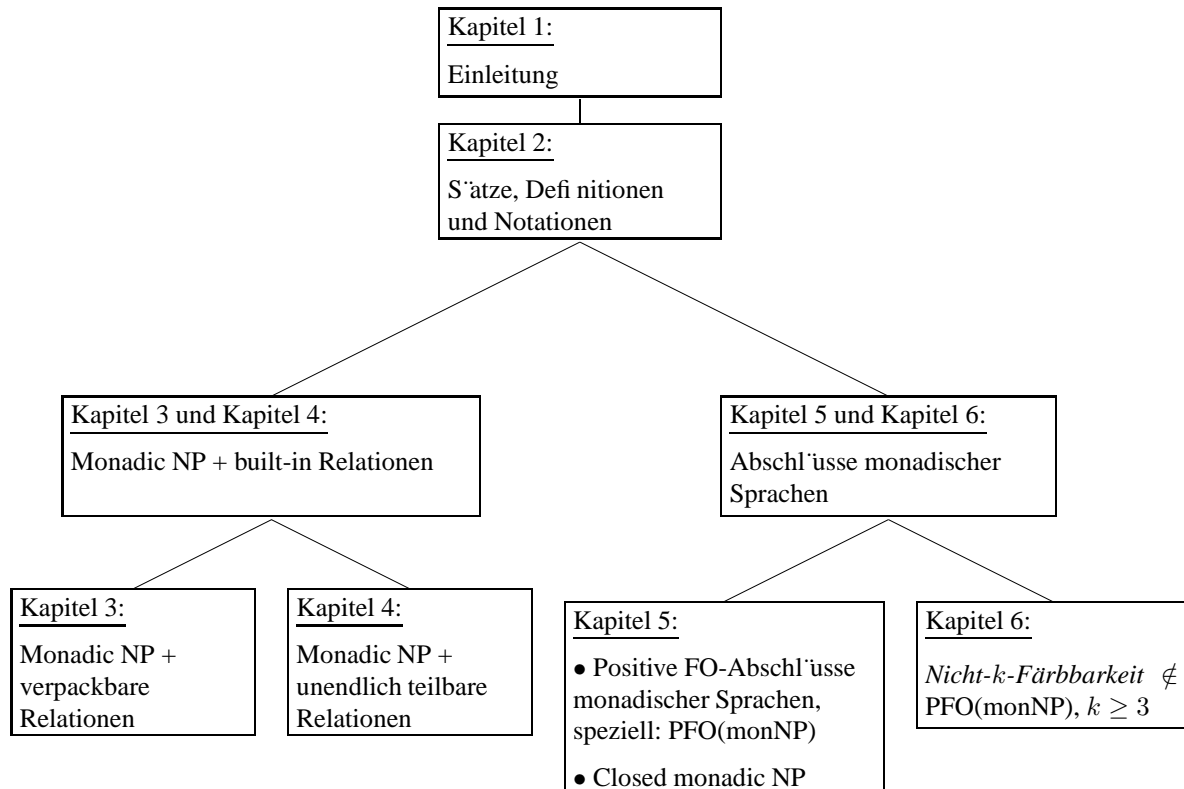 Kapitel 1:
Einleitung
Kapitel 2:
S¨atze, Defi nitionen
und Notationen
Kapitel 3 und Kapitel 4:
Monadic NP + built-in Relationen
Kapitel 5 und Kapitel 6:
Abschl¨usse monadischer
Sprachen
Kapitel 3:
Monadic NP +
verpackbare
Relationen
Kapitel 4:
Monadic NP +
unendlich teilbare
Relationen
Kapitel 5:
• Positive FO-Abschl¨usse
monadischer Sprachen,
speziell: PFO(monNP)
• Closed monadic NP
Kapitel 6:
Nicht-k-Färbbarkeit ∉
PFO(monNP), k ≥ 3